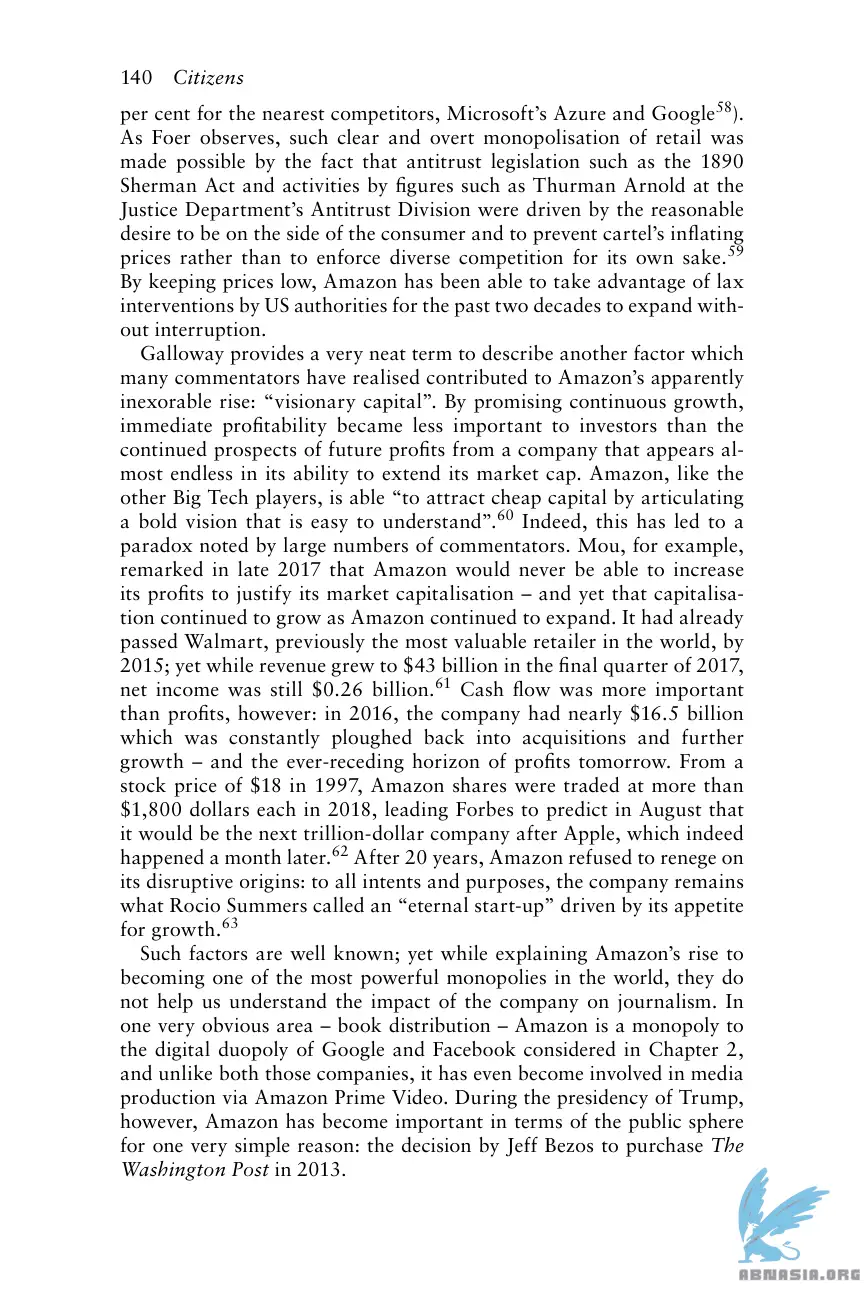 140 Citizens
per cent for the nearest competitors, Microsoft’s Azure and Google58).
As Foer observes, such clear and overt monopolisation of retail was
made possible by the fact that antitrust legislation such as the 1890
Sherman Act and activities by figures such as Thurman Arnold at the
Justice Department’s Antitrust Division were driven by the reasonable
desire to be on the side of the consumer and to prevent cartel’s inflating
prices rather than to enforce diverse competition for its own sake.59
By keeping prices low, Amazon has been able to take advantage of lax
interventions by US authorities for the past two decades to expand with-
out interruption.
Galloway provides a very neat term to describe another factor which
many commentators have realised contributed to Amazon’s apparently
inexorable rise: “visionary capital”. By promising continuous growth,
immediate profitability became less important to investors than the
continued prospects of future profits from a company that appears al-
most endless in its ability to extend its market cap. Amazon, like the
other Big Tech players, is able “to attract cheap capital by articulating
a bold vision that is easy to understand”.60 Indeed, this has led to a
paradox noted by large numbers of commentators. Mou, for example,
remarked in late 2017 that Amazon would never be able to increase
its profits to justify its market capitalisation – and yet that capitalisa-
tion continued to grow as Amazon continued to expand. It had already
passed Walmart, previously the most valuable retailer in the world, by
2015; yet while revenue grew to $43 billion in the final quarter of 2017,
net income was still $0.26 billion.61 Cash flow was more important
than profits, however: in 2016, the company had nearly $16.5 billion
which was constantly ploughed back into acquisitions and further
growth – and the ever-receding horizon of profits tomorrow. From a
stock price of $18 in 1997, Amazon shares were traded at more than
$1,800 dollars each in 2018, leading Forbes to predict in August that
it would be the next trillion-dollar company after Apple, which indeed
happened a month later.62 After 20 years, Amazon refused to renege on
its disruptive origins: to all intents and purposes, the company remains
what Rocio Summers called an “eternal start-up” driven by its appetite
for growth.63
Such factors are well known; yet while explaining Amazon’s rise to
becoming one of the most powerful monopolies in the world, they do
not help us understand the impact of the company on journalism. In
one very obvious area – book distribution – Amazon is a monopoly to
the digital duopoly of Google and Facebook considered in Chapter 2,
and unlike both those companies, it has even become involved in media
production via Amazon Prime Video. During the presidency of Trump,
however, Amazon has become important in terms of the public sphere
for one very simple reason: the decision by Jeff Bezos to purchase The
Washington Post in 2013.
ABNASIA.ORG